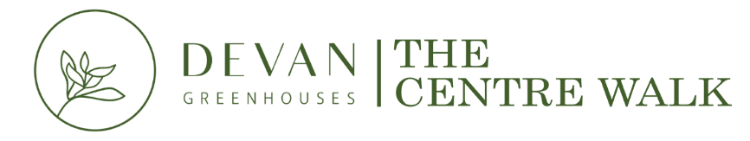 DEVAN
GREENHOUSES
THE
CENTRE WALK